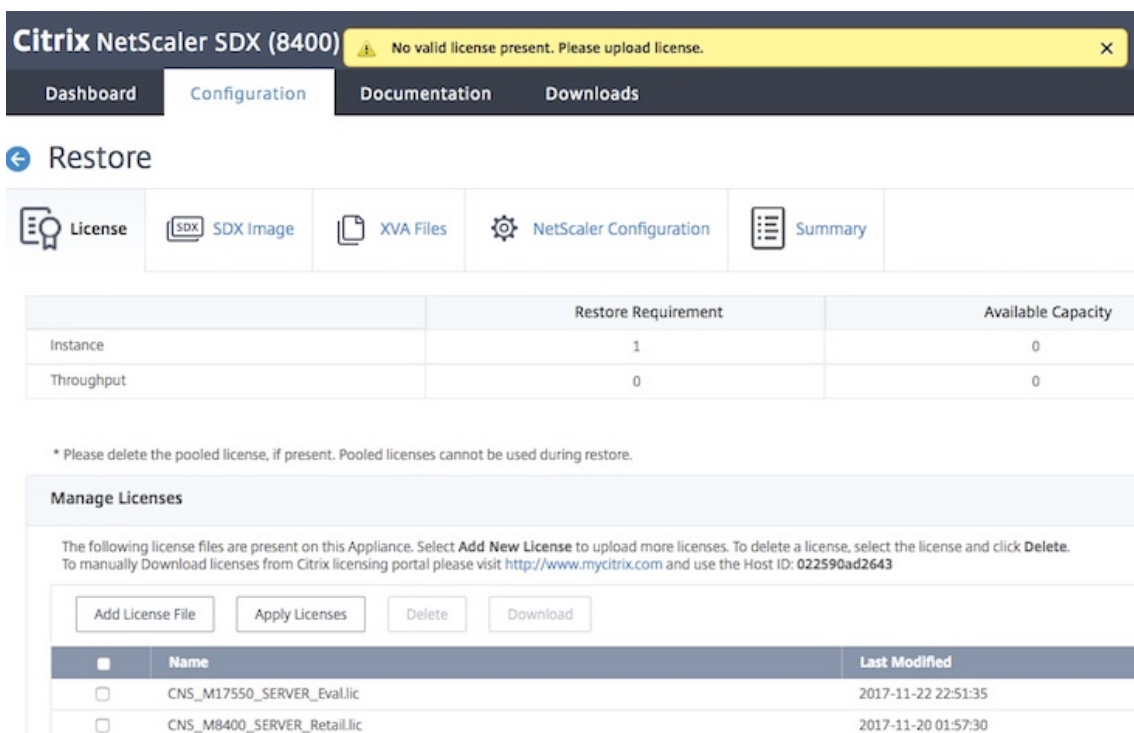 Citrix NetScaler SDX (8400)
No valid license present. Please upload license.
Dashboard Configuration Documentation Downloads
Restore
License SDX SDX Image XVA Files NetScaler Configuration Summary
Restore Requirement Available Capacity
Instance 1 0
Throughput 0 0
* Please delete the pooled license, if present. Pooled licenses cannot be used during restore.
Manage Licenses
The following license files are present on this Appliance. Select Add New License to upload more licenses. To delete a license, select the license and click Delete.
To manually Download licenses from Citrix licensing portal please visit http://www.mycitrix.com and use the Host ID: 022590ad2643
Add License File Apply Licenses Delete Download
Name Last Modified
CNS_M17550_SERVER_Eval.lic 2017-11-22 22:51:35
CNS_M8400_SERVER_Retail.lic 2017-11-20 01:57:30